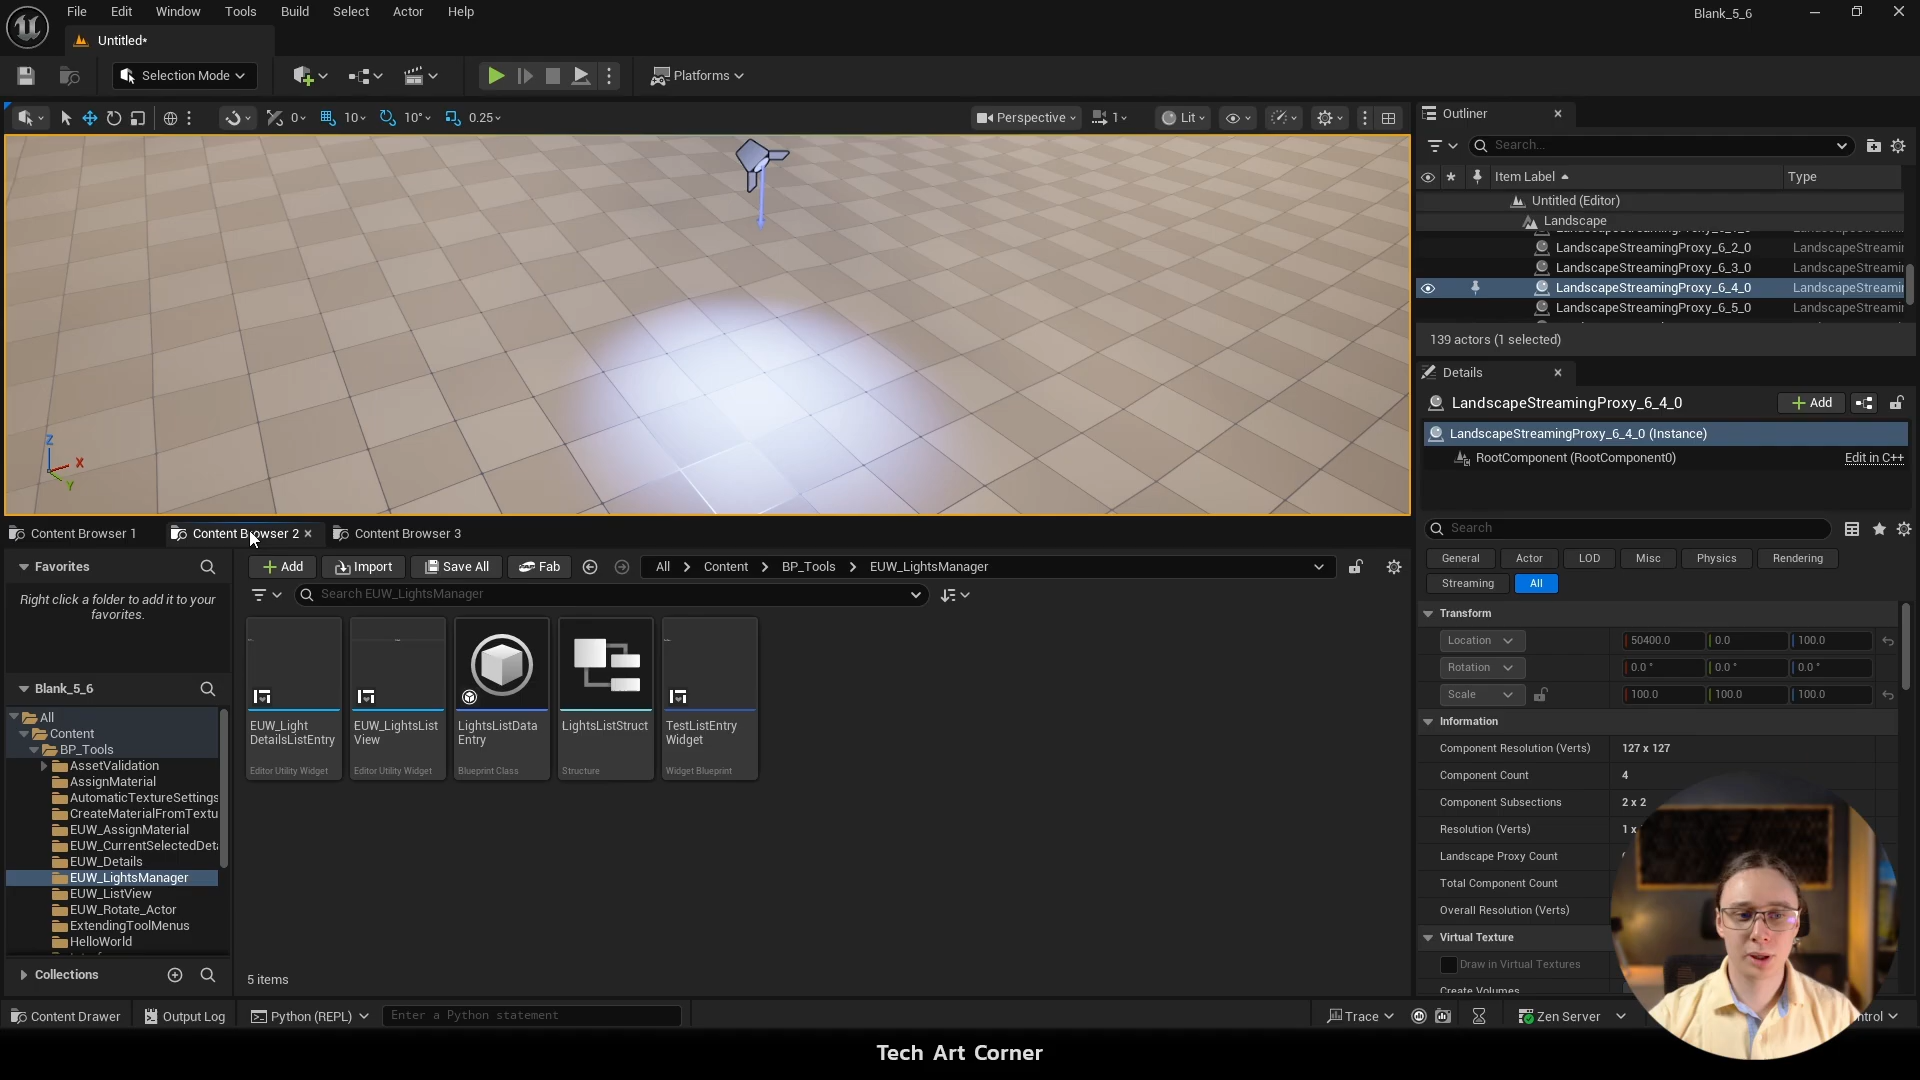 File Edit Window Tools Build Select Actor Help
Blank_5_6
Untitled*
Selection Mode
Platforms
0 10 10° 0.25
Perspective 1 Lit
Z
X
Y
Outliner
Search...
Item Label Type
Untitled (Editor)
Landscape
LandscapeStreamingProxy_6_2_0 LandscapeStreamir
LandscapeStreamingProxy_6_3_0 LandscapeStreamir
LandscapeStreamingProxy_6_4_0 LandscapeStreamir
LandscapeStreamingProxy_6_5_0 LandscapeStreamir
139 actors (1 selected)
Details
LandscapeStreamingProxy_6_4_0
Add
LandscapeStreamingProxy_6_4_0 (Instance)
RootComponent (RootComponent0) Edit in C++
Search
General Actor LOD Misc Physics Rendering
Streaming All
Transform
Location 50400.0 0.0 100.0
Rotation 0.0° 0.0° 0.0°
Scale 100.0 100.0 100.0
Information
Component Resolution (Verts) 127 x 127
Component Count 4
Component Subsections 2 x 2
Resolution (Verts) 1 x
Landscape Proxy Count
Total Component Count
Overall Resolution (Verts)
Virtual Texture
Draw in Virtual Textures
Create Volumes
Content Browser 1
Content Browser 2
Content Browser 3
Favorites
Right click a folder to add it to your
favorites.
Blank_5_6
All
Content
BP_Tools
AssetValidation
AssignMaterial
AutomaticTextureSettings
CreateMaterialFromTextu
EUW_AssignMaterial
EUW_CurrentSelectedDeta
EUW_Details
EUW_LightsManager
EUW_ListView
EUW_Rotate_Actor
ExtendingToolMenus
HelloWorld
Collections
Add Import Save All Fab
All Content BP_Tools EUW_LightsManager
Search EUW_LightsManager
EUW_Light
DetailsListEntry
Editor Utility Widget
EUW_LightsList
View
Editor Utility Widget
LightsListData
Entry
Blueprint Class
LightsListStruct
Structure
TestListEntry
Widget
Widget Blueprint
5 items
Content Drawer Output Log Python (REPL) Enter a Python statement
Trace Zen Server ntrol
Tech Art Corner